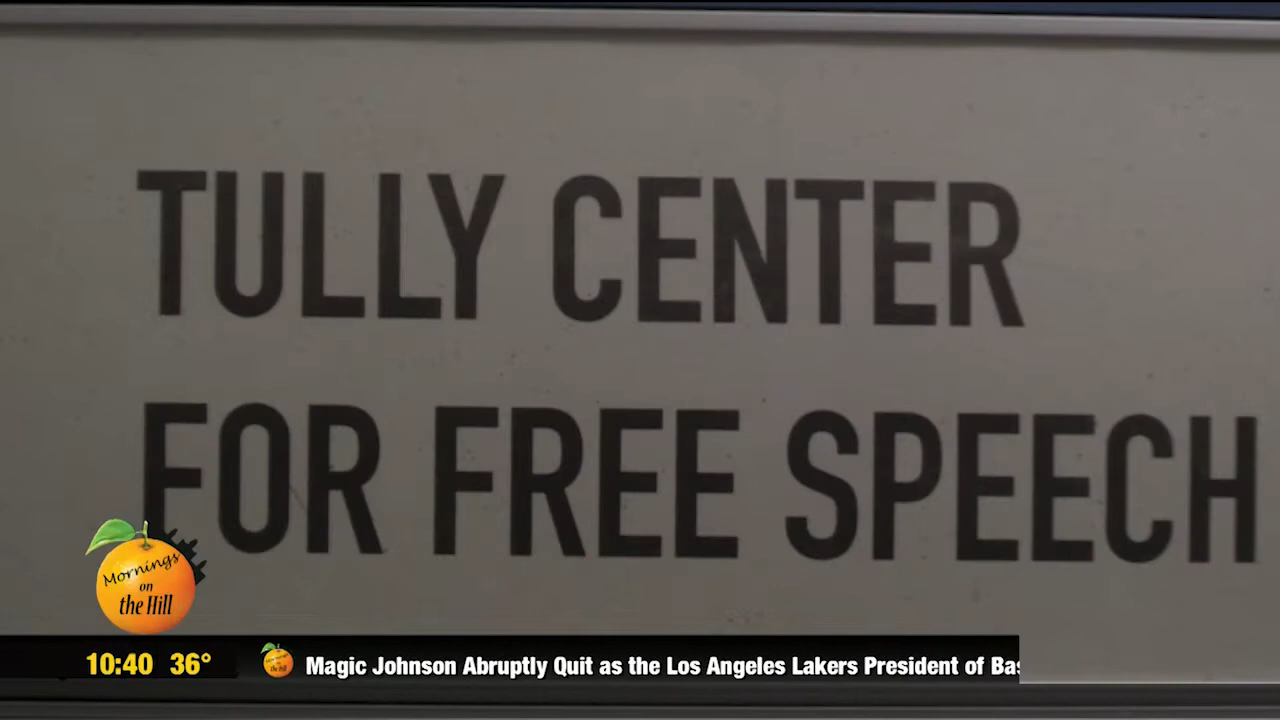 TULLY CENTER
FOR FREE SPEECH
Mornings
on
the Hill
10:40 36°
Magic Johnson Abruptly Quit as the Los Angeles Lakers President of Bas